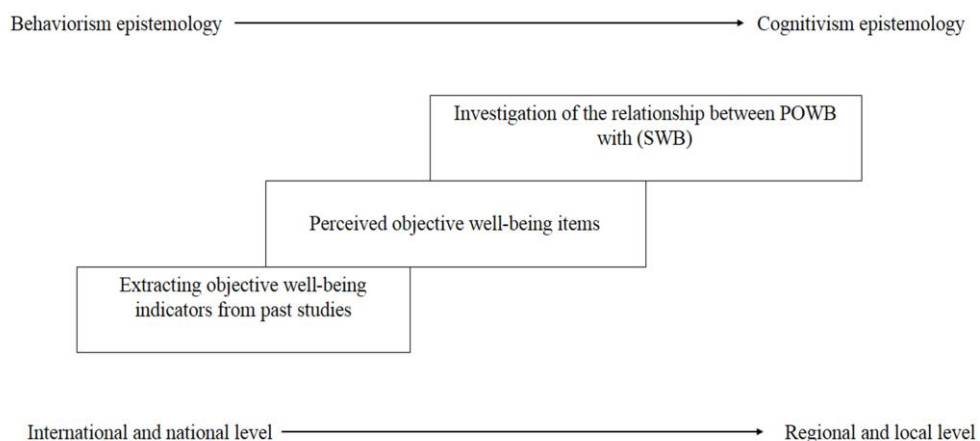 Behaviorism epistemology
Cognitivism epistemology
Investigation of the relationship between POWB
with (SWB)
Perceived objective well-being items
Extracting objective well-being
indicators from past studies
International and national level
Regional and local level